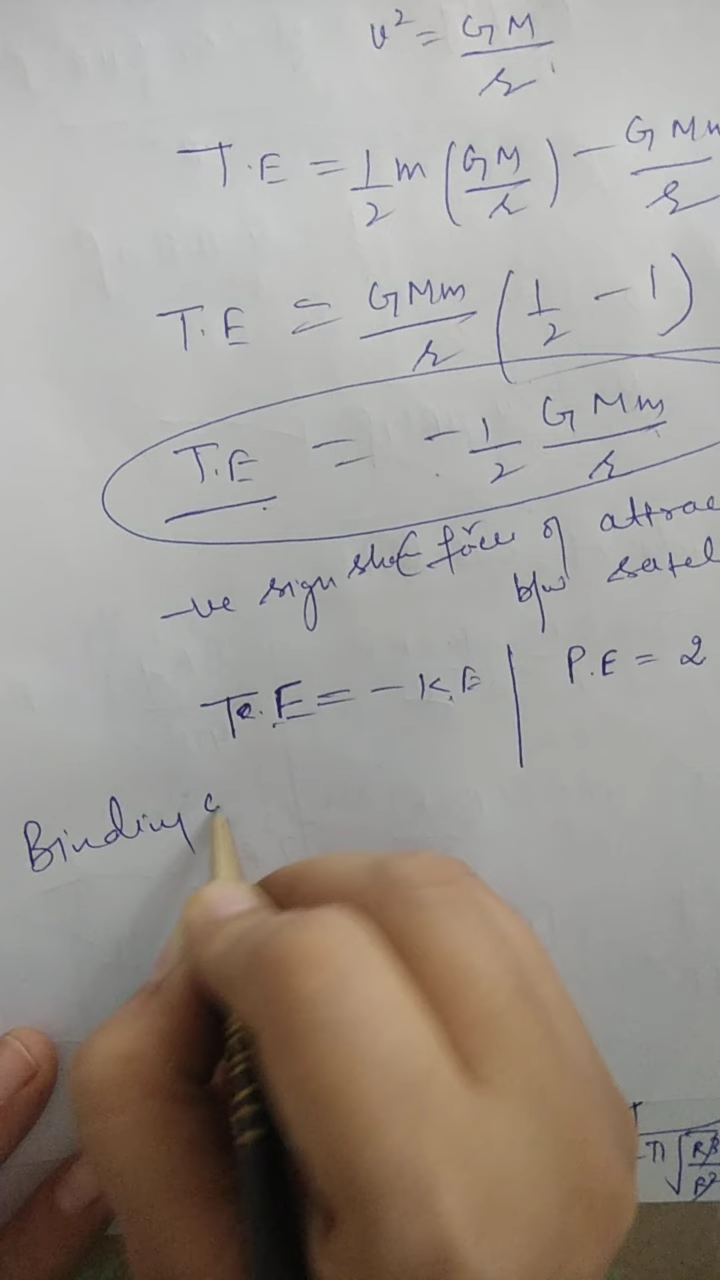 v² = GM/r
T.E = 1/2 m (GM/r) - GMm/r
T.E = GMm/r (1/2 - 1)
T.E = -1/2 GMm/r
-ve sign force of attrac
b/w satel
T.E = -K.E | P.E = 2
Binding